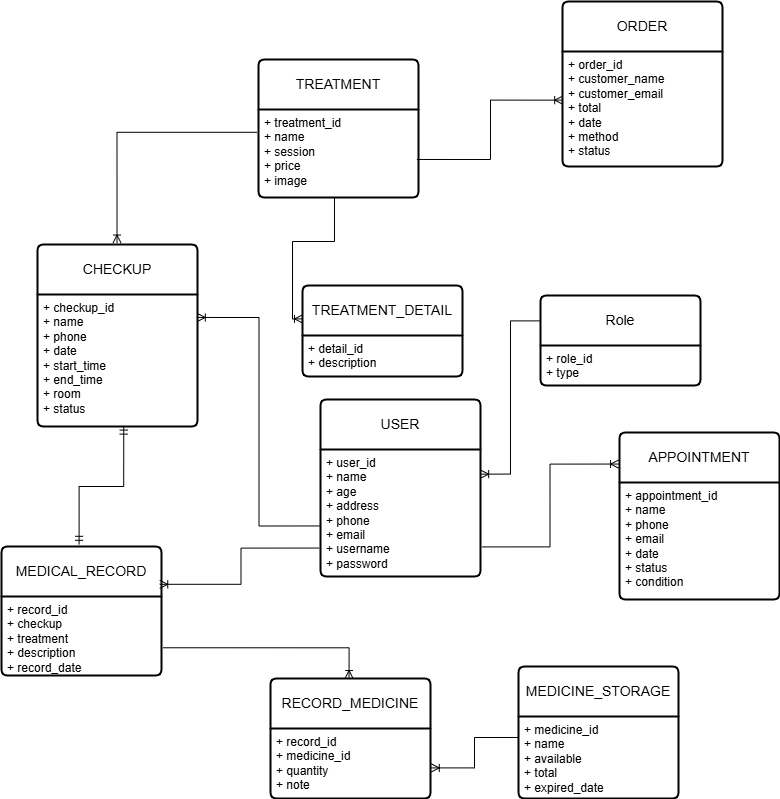 ORDER
+ order_id
+ customer_name
+ customer_email
+ total
+ date
+ method
+ status
TREATMENT
+ treatment_id
+ name
+ session
+ price
+ image
CHECKUP
+ checkup_id
+ name
+ phone
+ date
+ start_time
+ end_time
+ room
+ status
TREATMENT_DETAIL
+ detail_id
+ description
Role
+ role_id
+ type
USER
+ user_id
+ name
+ age
+ address
+ phone
+ email
+ username
+ password
APPOINTMENT
+ appointment_id
+ name
+ phone
+ email
+ date
+ status
+ condition
MEDICAL_RECORD
+ record_id
+ checkup
+ treatment
+ description
+ record_date
RECORD_MEDICINE
+ record_id
+ medicine_id
+ quantity
+ note
MEDICINE_STORAGE
+ medicine_id
+ name
+ available
+ total
+ expired_date